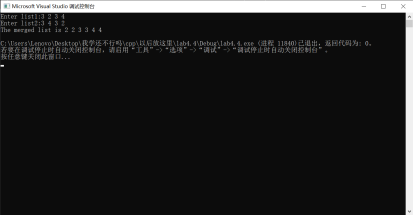 Microsoft Visual Studio 调试控制台
Enter list1:3 2 3 4
Enter list2:3 4 3 2
The merged list is 2 2 3 3 4 4
C:\Users\Lenovo\Desktop\我学还不行吗\cpp\以后放这里\lab4.4\Debug\lab4.4.exe (进程 11840)已退出，返回代码为: 0。
若要在调试停止时自动关闭控制台，请启用“工具”->“选项”->“调试”->“调试停止时自动关闭控制台”。
按任意键关闭此窗口...